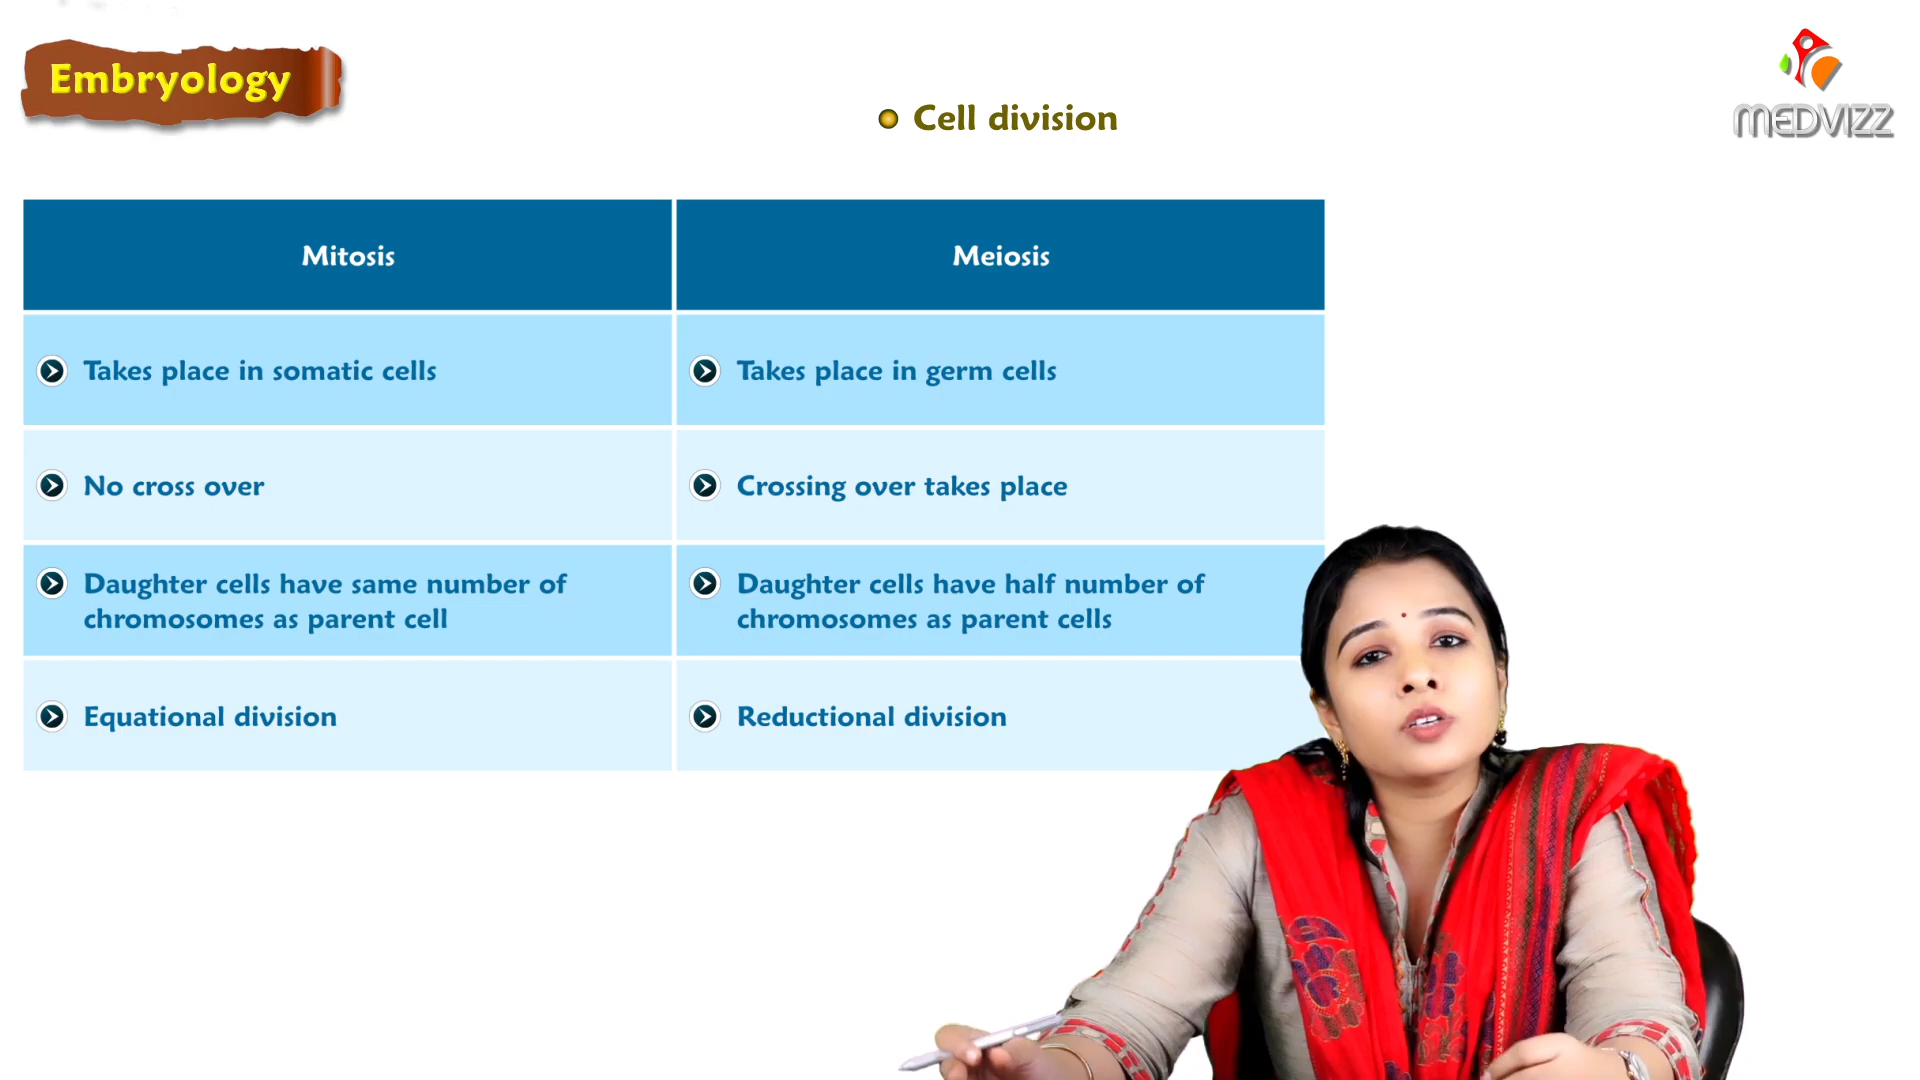 Embryology
Cell division
MEDVIZZ
Mitosis
Meiosis
Takes place in somatic cells
Takes place in germ cells
No cross over
Crossing over takes place
Daughter cells have same number of
chromosomes as parent cell
Daughter cells have half number of
chromosomes as parent cells
Equational division
Reductional division